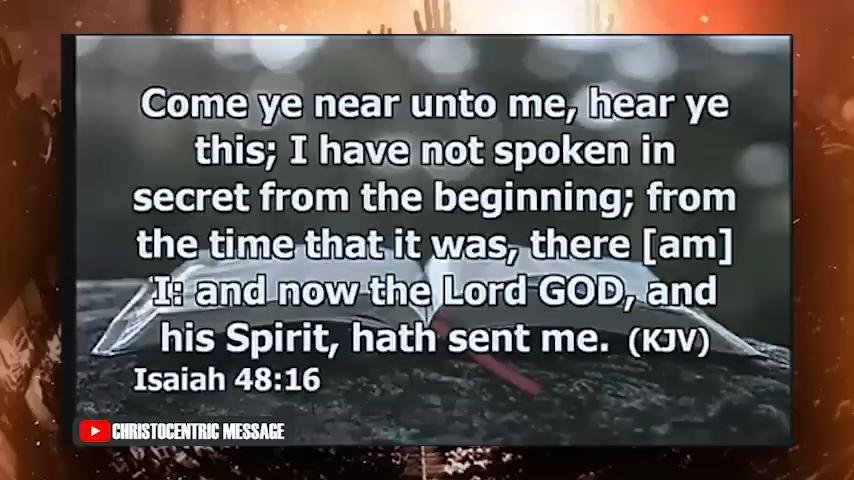 Come ye near unto me, hear ye
this; I have not spoken in
secret from the beginning; from
the time that it was, there [am]
I: and now the Lord GOD, and
his Spirit, hath sent me. (KJV)
Isaiah 48:16
CHRISTOCENTRIC MESSAGE